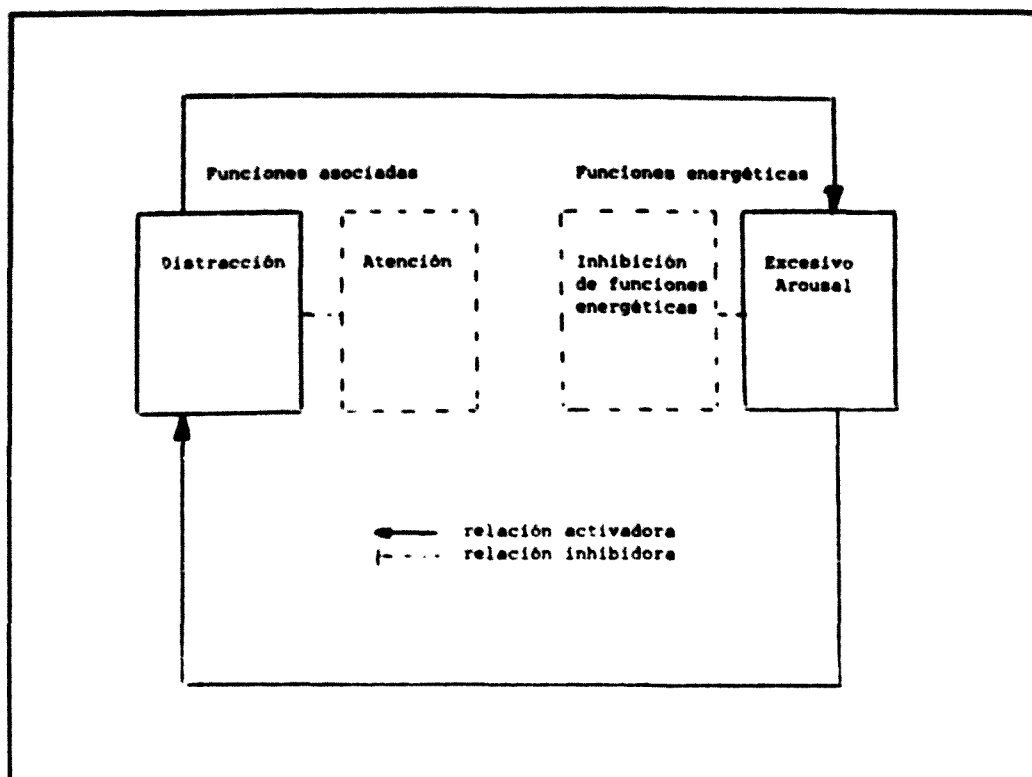 Funciones asociadas
Funciones energéticas
Distracción
Atención
Inhibición
de funciones
energéticas
Excesivo
Arousal
relación activadora
relación inhibidora